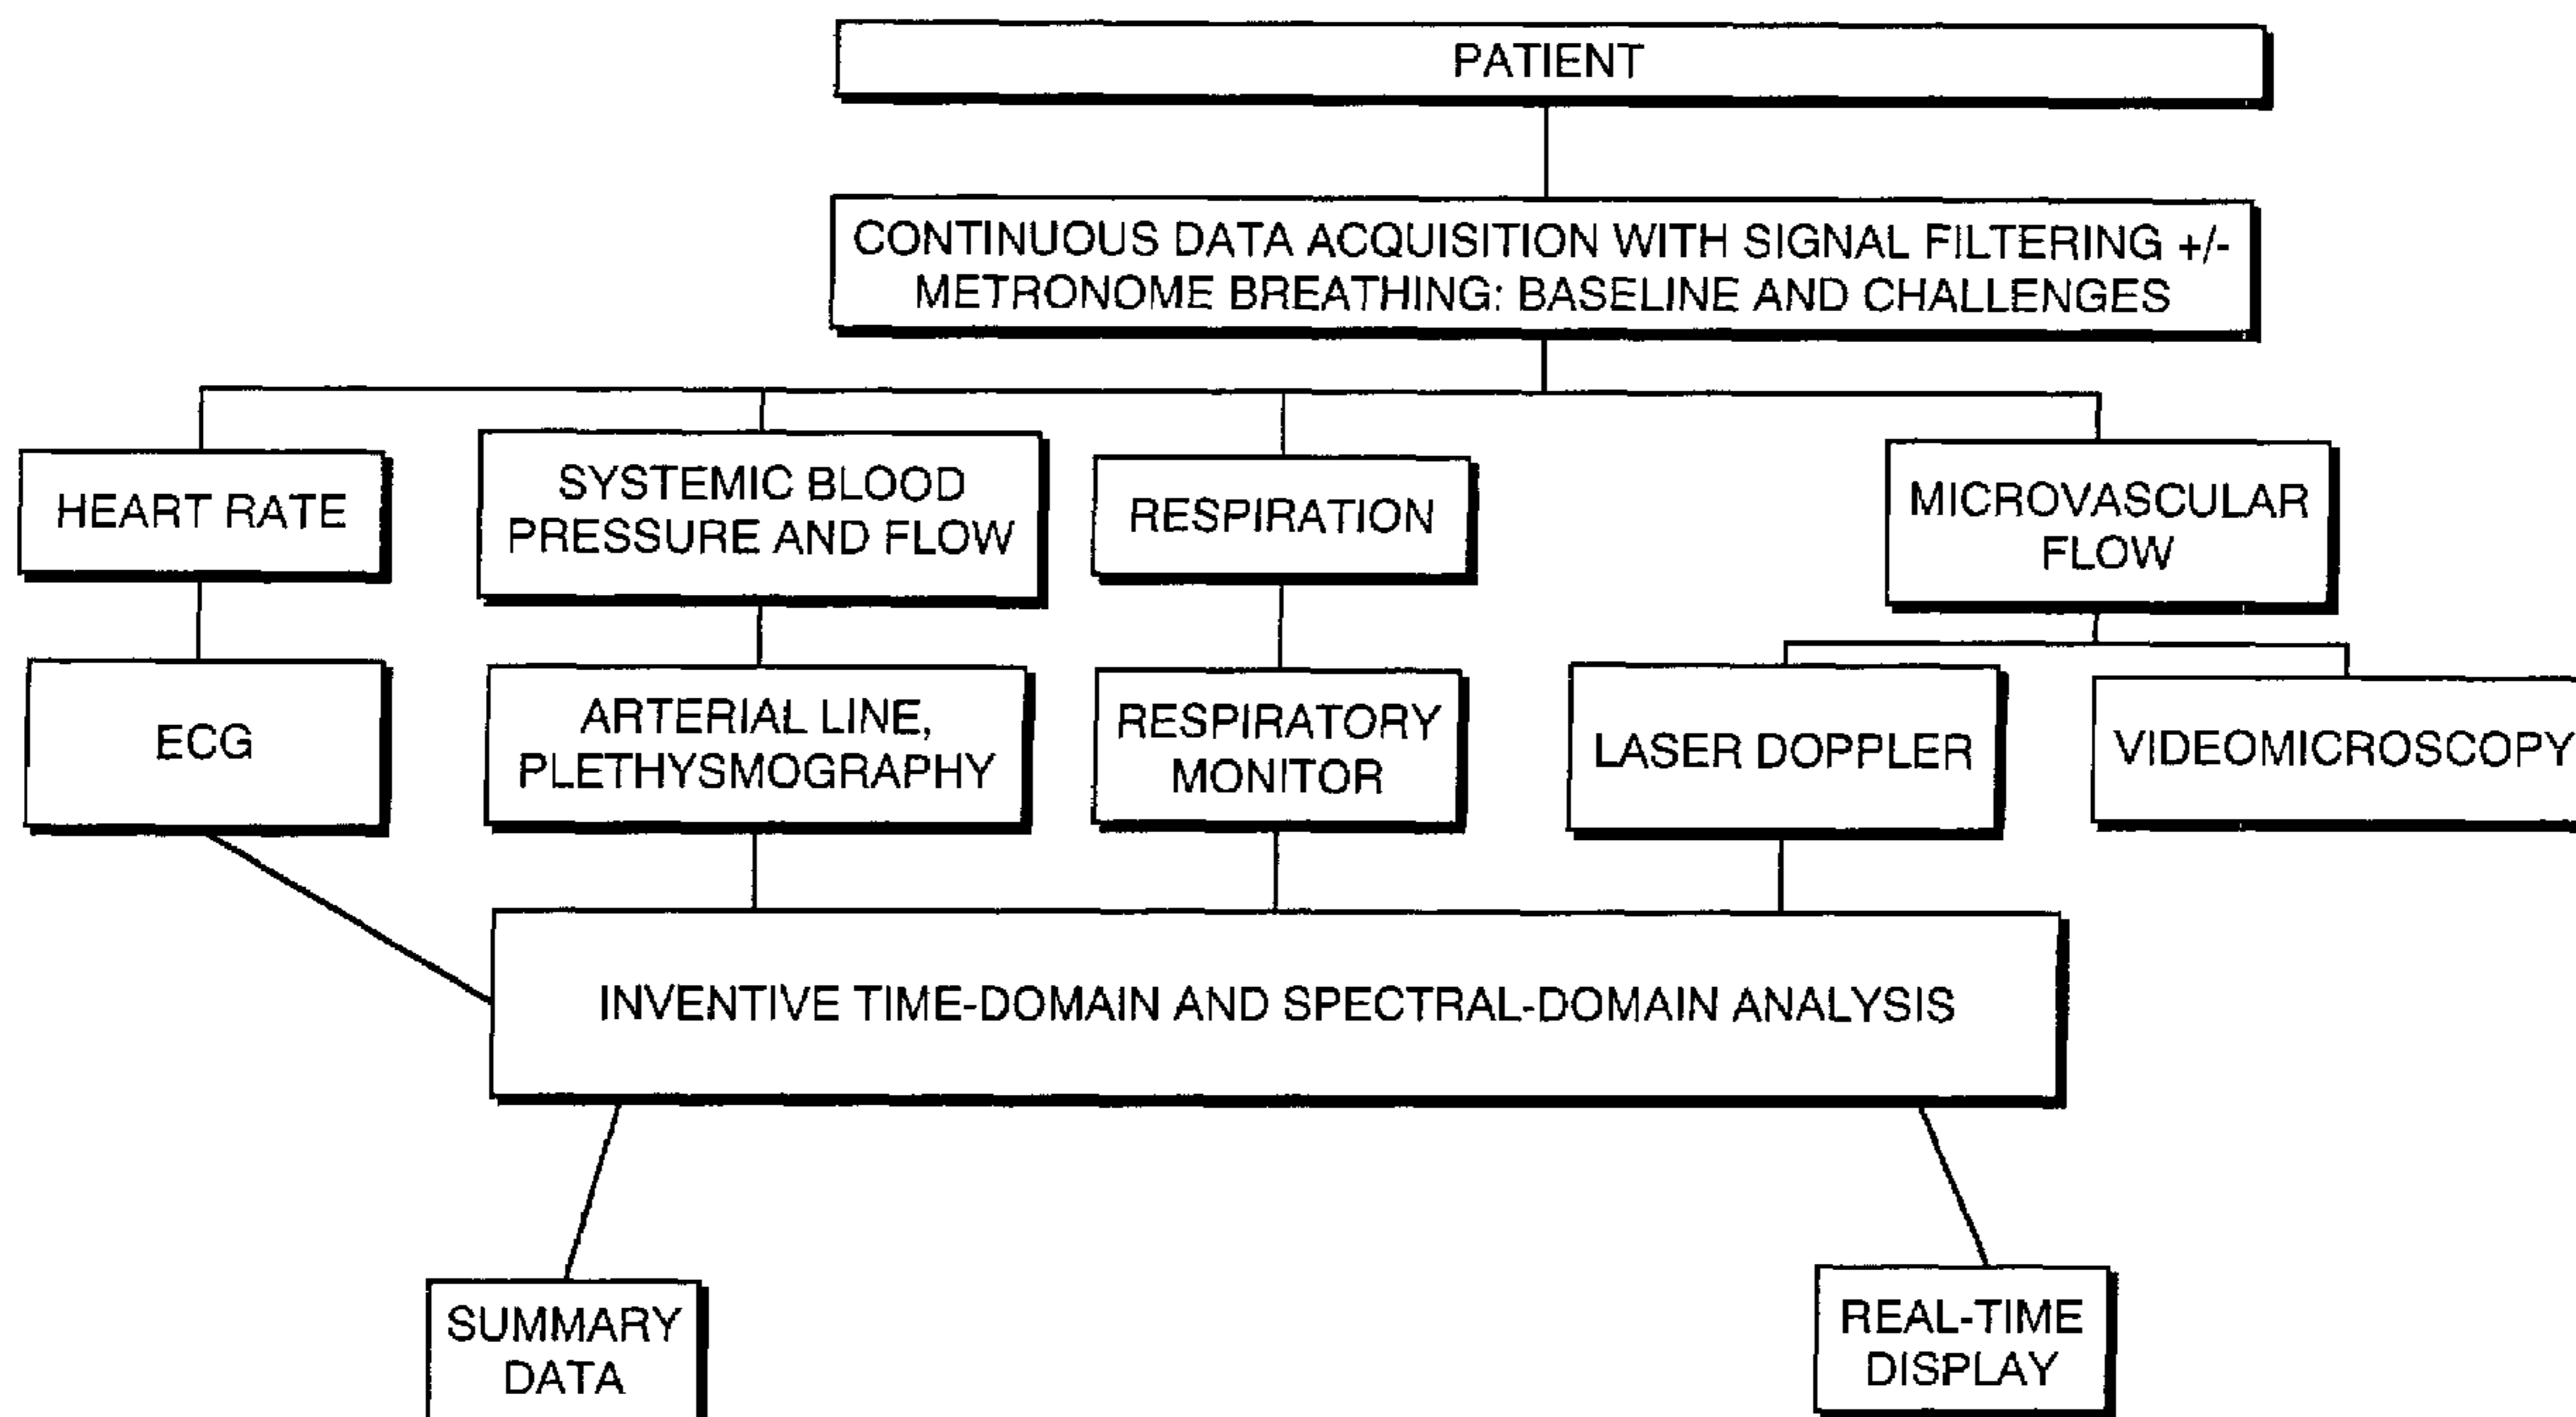 PATIENT
CONTINUOUS DATA ACQUISITION WITH SIGNAL FILTERING +/-
METRONOME BREATHING: BASELINE AND CHALLENGES
HEART RATE
SYSTEMIC BLOOD
PRESSURE AND FLOW
RESPIRATION
MICROVASCULAR
FLOW
ECG
ARTERIAL LINE,
PLETHYSMOGRAPHY
RESPIRATORY
MONITOR
LASER DOPPLER
VIDEOMICROSCOPY
INVENTIVE TIME-DOMAIN AND SPECTRAL-DOMAIN ANALYSIS
SUMMARY
DATA
REAL-TIME
DISPLAY